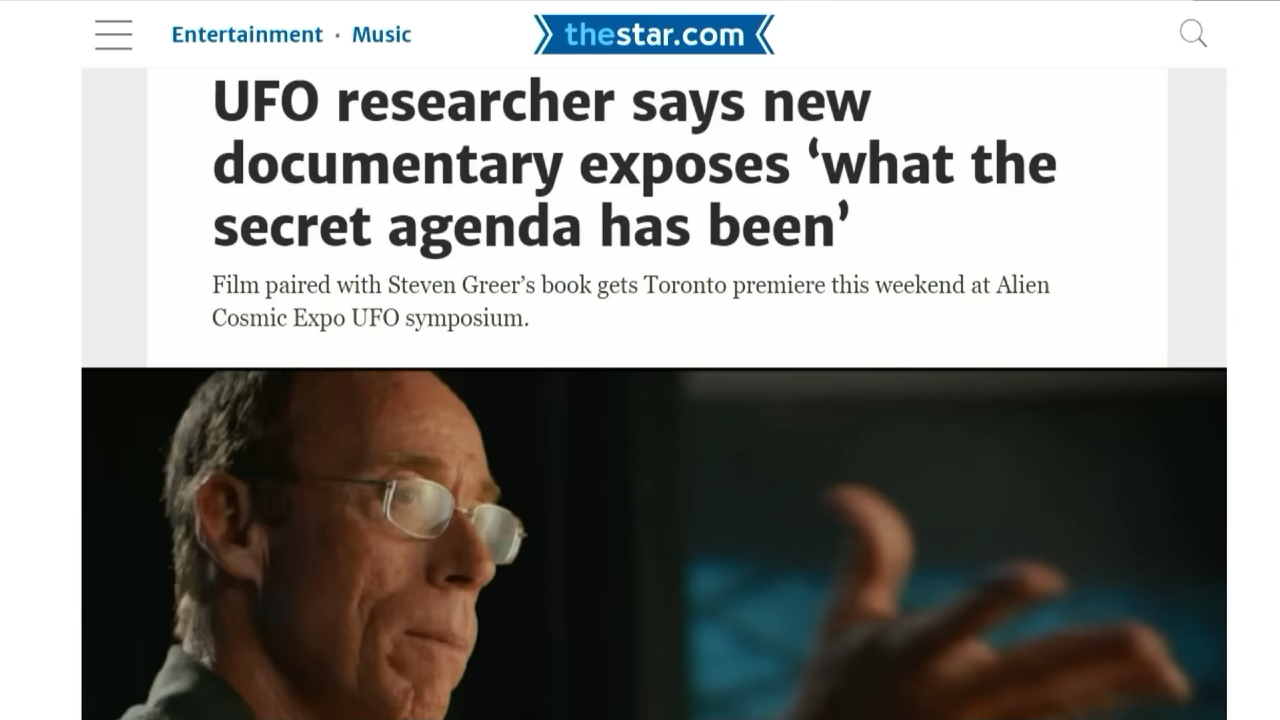 Entertainment • Music
thestar.com
UFO researcher says new
documentary exposes ‘what the
secret agenda has been’
Film paired with Steven Greer’s book gets Toronto premiere this weekend at Alien
Cosmic Expo UFO symposium.